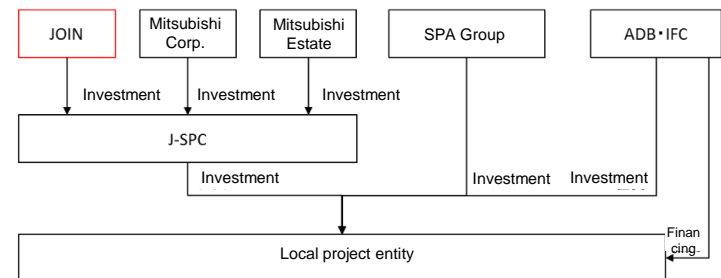 JOIN
Mitsubishi
Corp.
Mitsubishi
Estate
SPA Group
ADB・IFC
Investment
Investment
Investment
J-SPC
Investment
Investment
Investment
Finan
cing
Local project entity